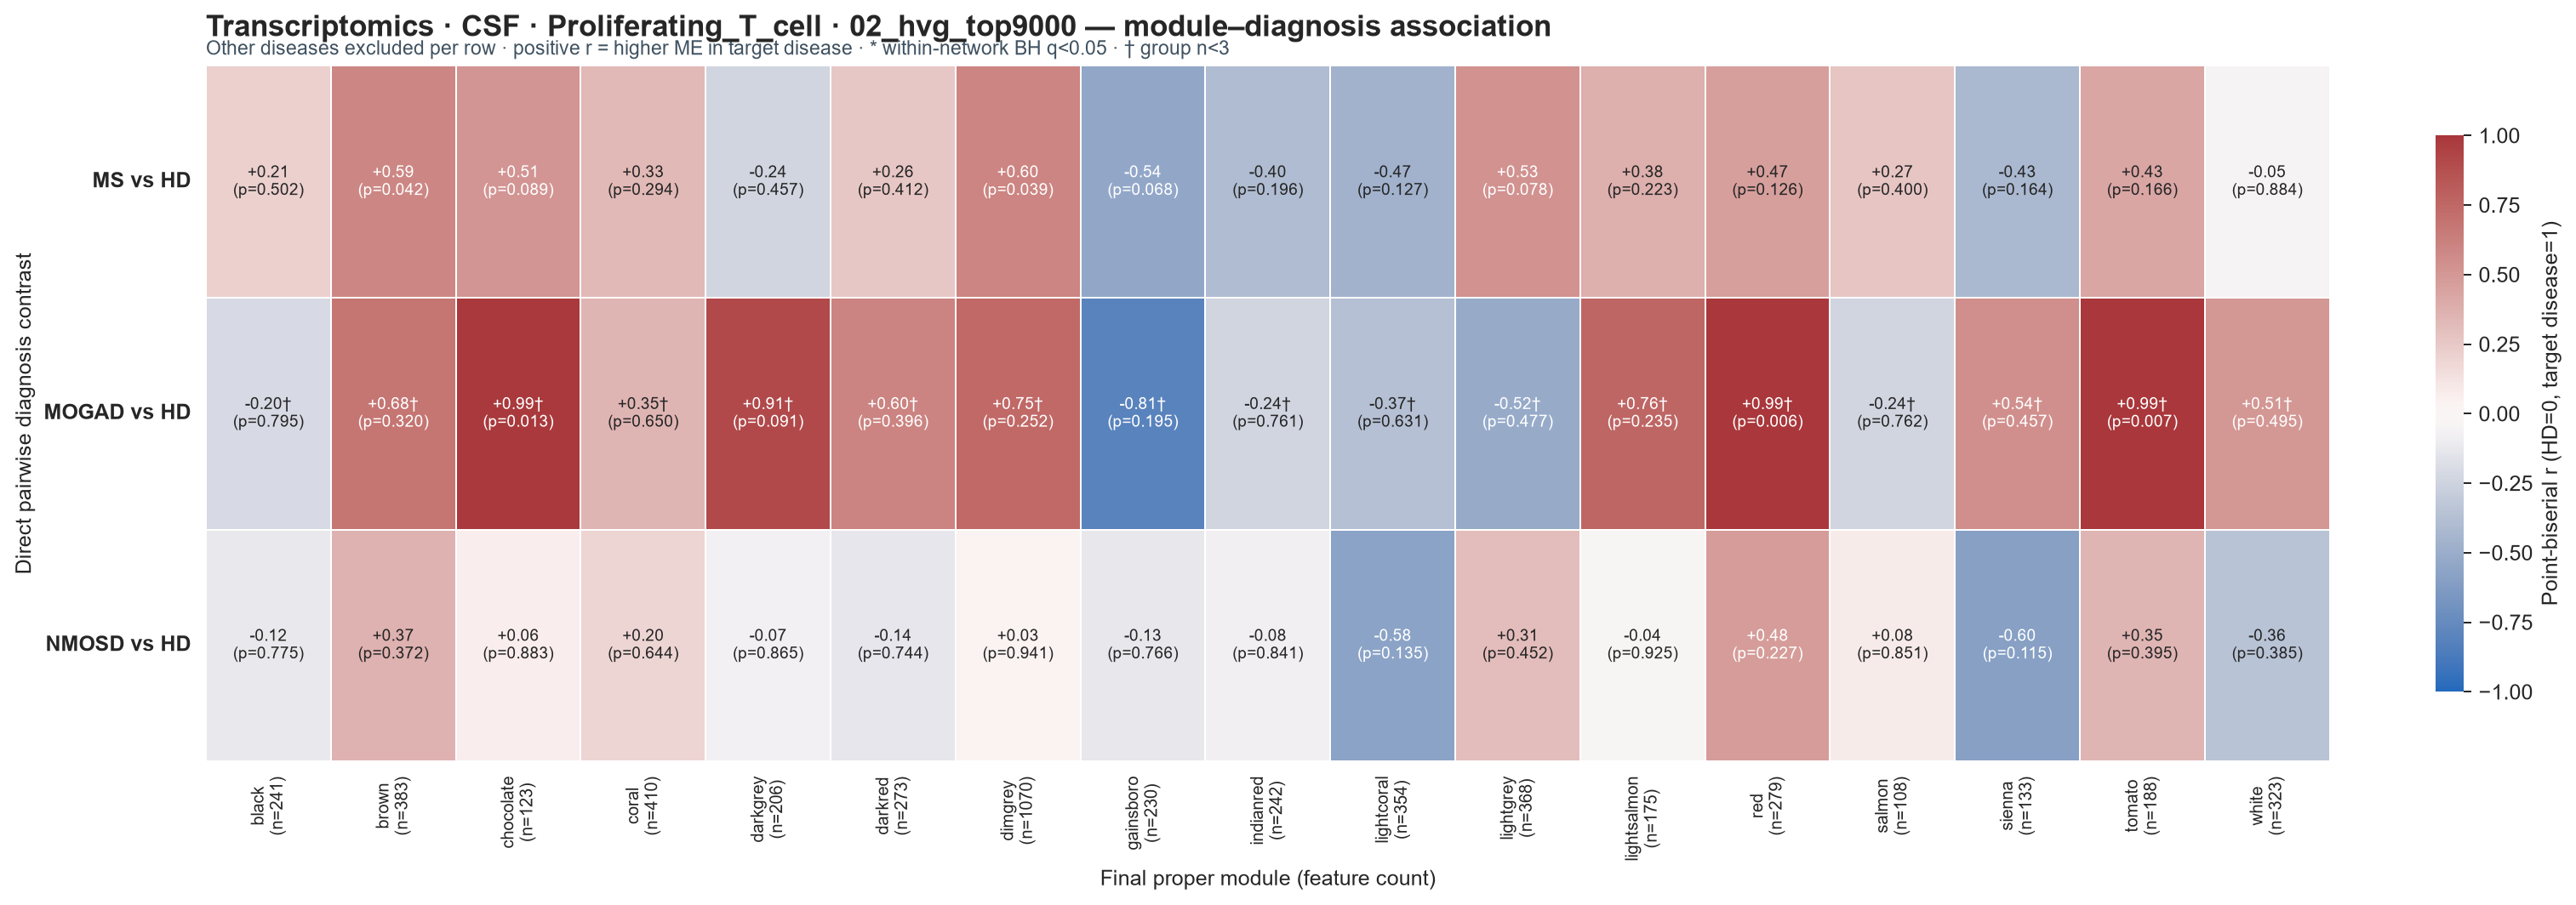 Transcriptomics · CSF · Proliferating_T_cell · 02_hvg_top9000 — module–diagnosis association
Other diseases excluded per row · positive r = higher ME in target disease · * within-network BH q<0.05 · † group n<3
Direct pairwise diagnosis contrast
MS vs HD
+0.21 +0.59 +0.51 +0.33 -0.24 +0.26 +0.60 -0.54 -0.40 -0.47 +0.53 +0.38 +0.47 +0.27 -0.43 +0.43 -0.05
(p=0.502) (p=0.042) (p=0.089) (p=0.294) (p=0.457) (p=0.412) (p=0.039) (p=0.068) (p=0.196) (p=0.127) (p=0.078) (p=0.223) (p=0.126) (p=0.400) (p=0.164) (p=0.166) (p=0.884)
MOGAD vs HD
-0.20† +0.68† +0.99† +0.35† +0.91† +0.60† +0.75† -0.81† -0.24† -0.37† -0.52† +0.76† +0.99† -0.24† +0.54† +0.99† +0.51†
(p=0.795) (p=0.320) (p=0.013) (p=0.650) (p=0.091) (p=0.396) (p=0.252) (p=0.195) (p=0.761) (p=0.631) (p=0.477) (p=0.235) (p=0.006) (p=0.762) (p=0.457) (p=0.007) (p=0.495)
NMOSD vs HD
-0.12 +0.37 +0.06 +0.20 -0.07 -0.14 +0.03 -0.13 -0.08 -0.58 +0.31 -0.04 +0.48 +0.08 -0.60 +0.35 -0.36
(p=0.775) (p=0.372) (p=0.883) (p=0.644) (p=0.865) (p=0.744) (p=0.941) (p=0.766) (p=0.841) (p=0.135) (p=0.452) (p=0.925) (p=0.227) (p=0.851) (p=0.115) (p=0.395) (p=0.385)
black
(n=241)
brown
(n=383)
chocolate
(n=123)
coral
(n=410)
darkgrey
(n=206)
darkred
(n=273)
dimgrey
(n=1070)
gainsboro
(n=230)
indianred
(n=242)
lightcoral
(n=354)
lightgrey
(n=368)
lightsalmon
(n=175)
red
(n=279)
salmon
(n=108)
sienna
(n=133)
tomato
(n=188)
white
(n=323)
Final proper module (feature count)
1.00
0.75
0.50
0.25
0.00
−0.25
−0.50
−0.75
−1.00
Point-biserial r (HD=0, target disease=1)